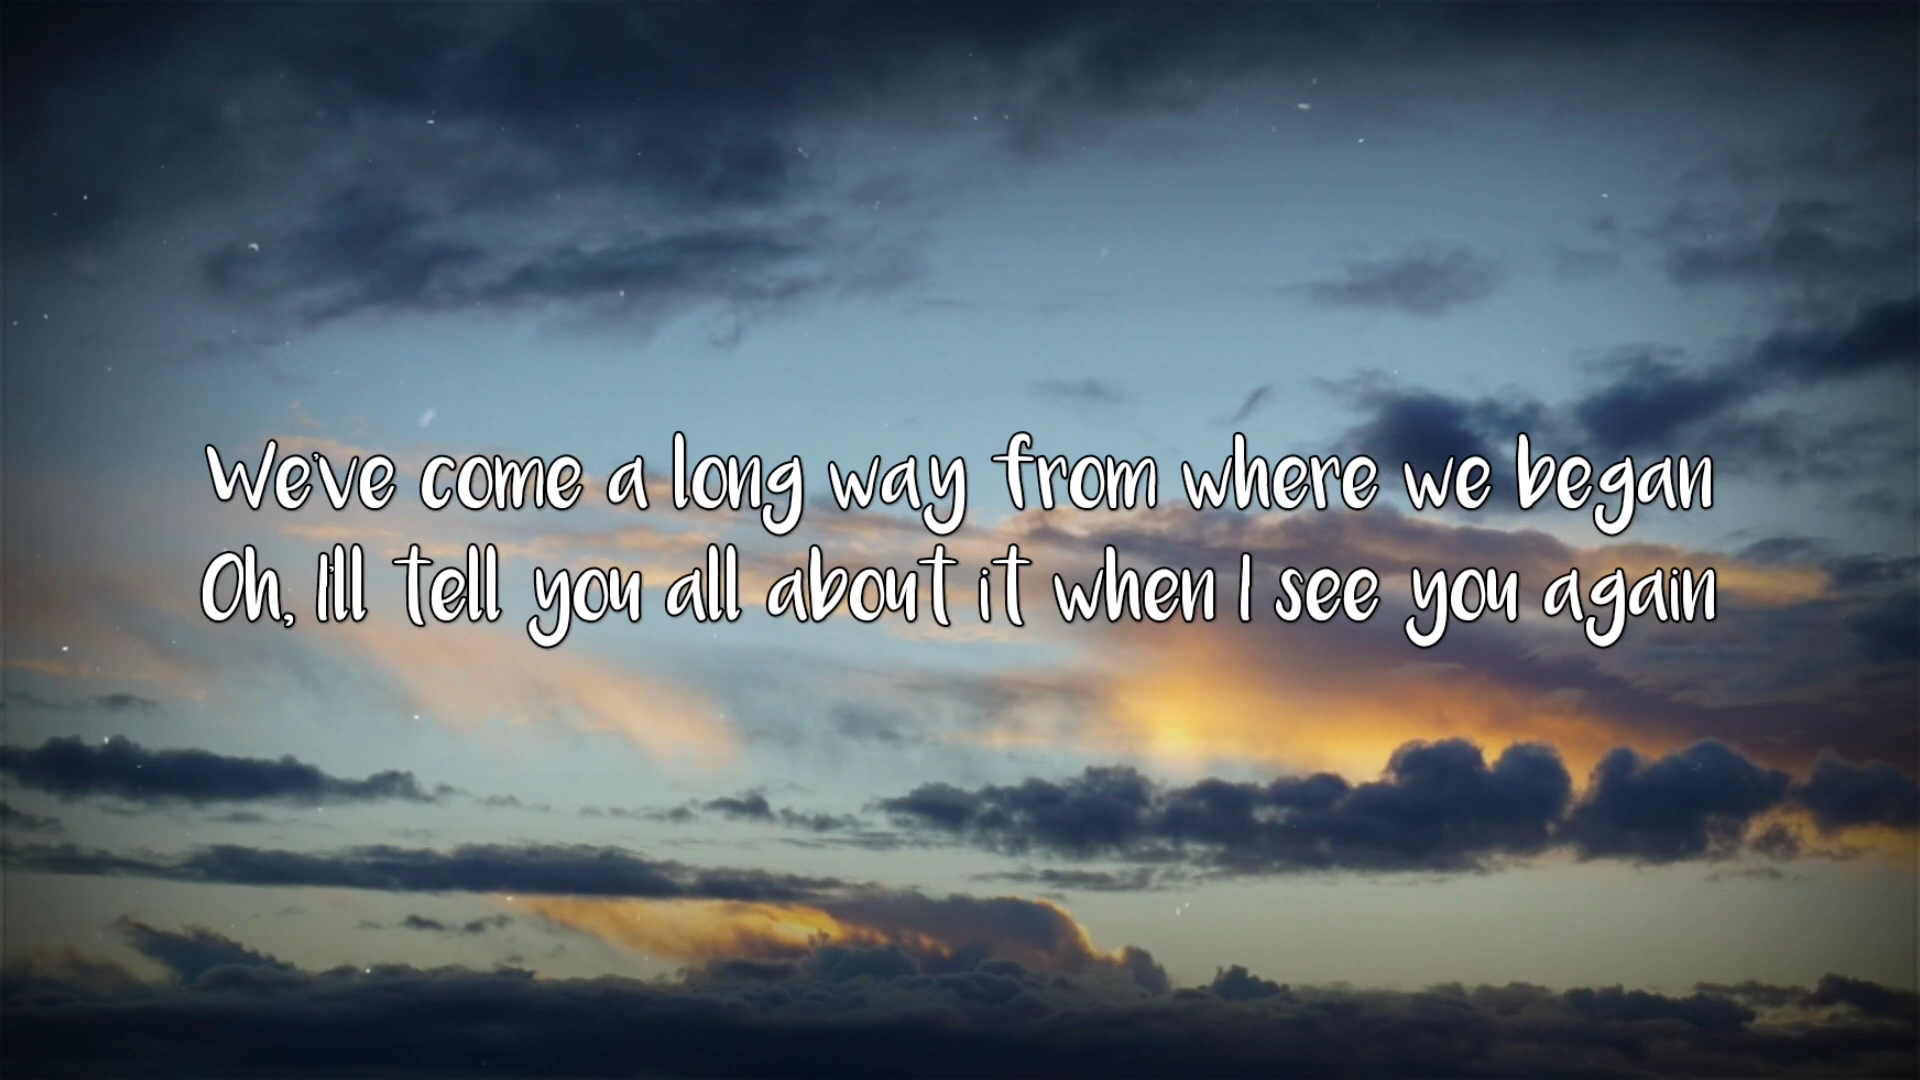 We've come a long way from where we began
Oh, I'll tell you all about it when I see you again